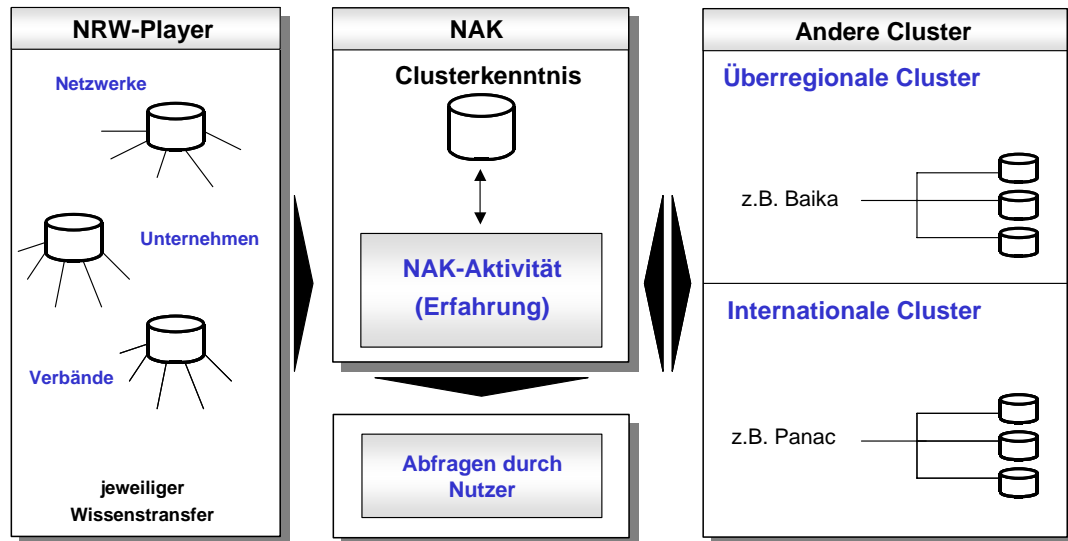 NRW-Player
Netzwerke
Unternehmen
Verbände
jeweiliger
Wissenstransfer
NAK
Clusterkenntnis
NAK-Aktivität
(Erfahrung)
Abfragen durch
Nutzer
Andere Cluster
Überregionale Cluster
z.B. Baika
Internationale Cluster
z.B. Panac